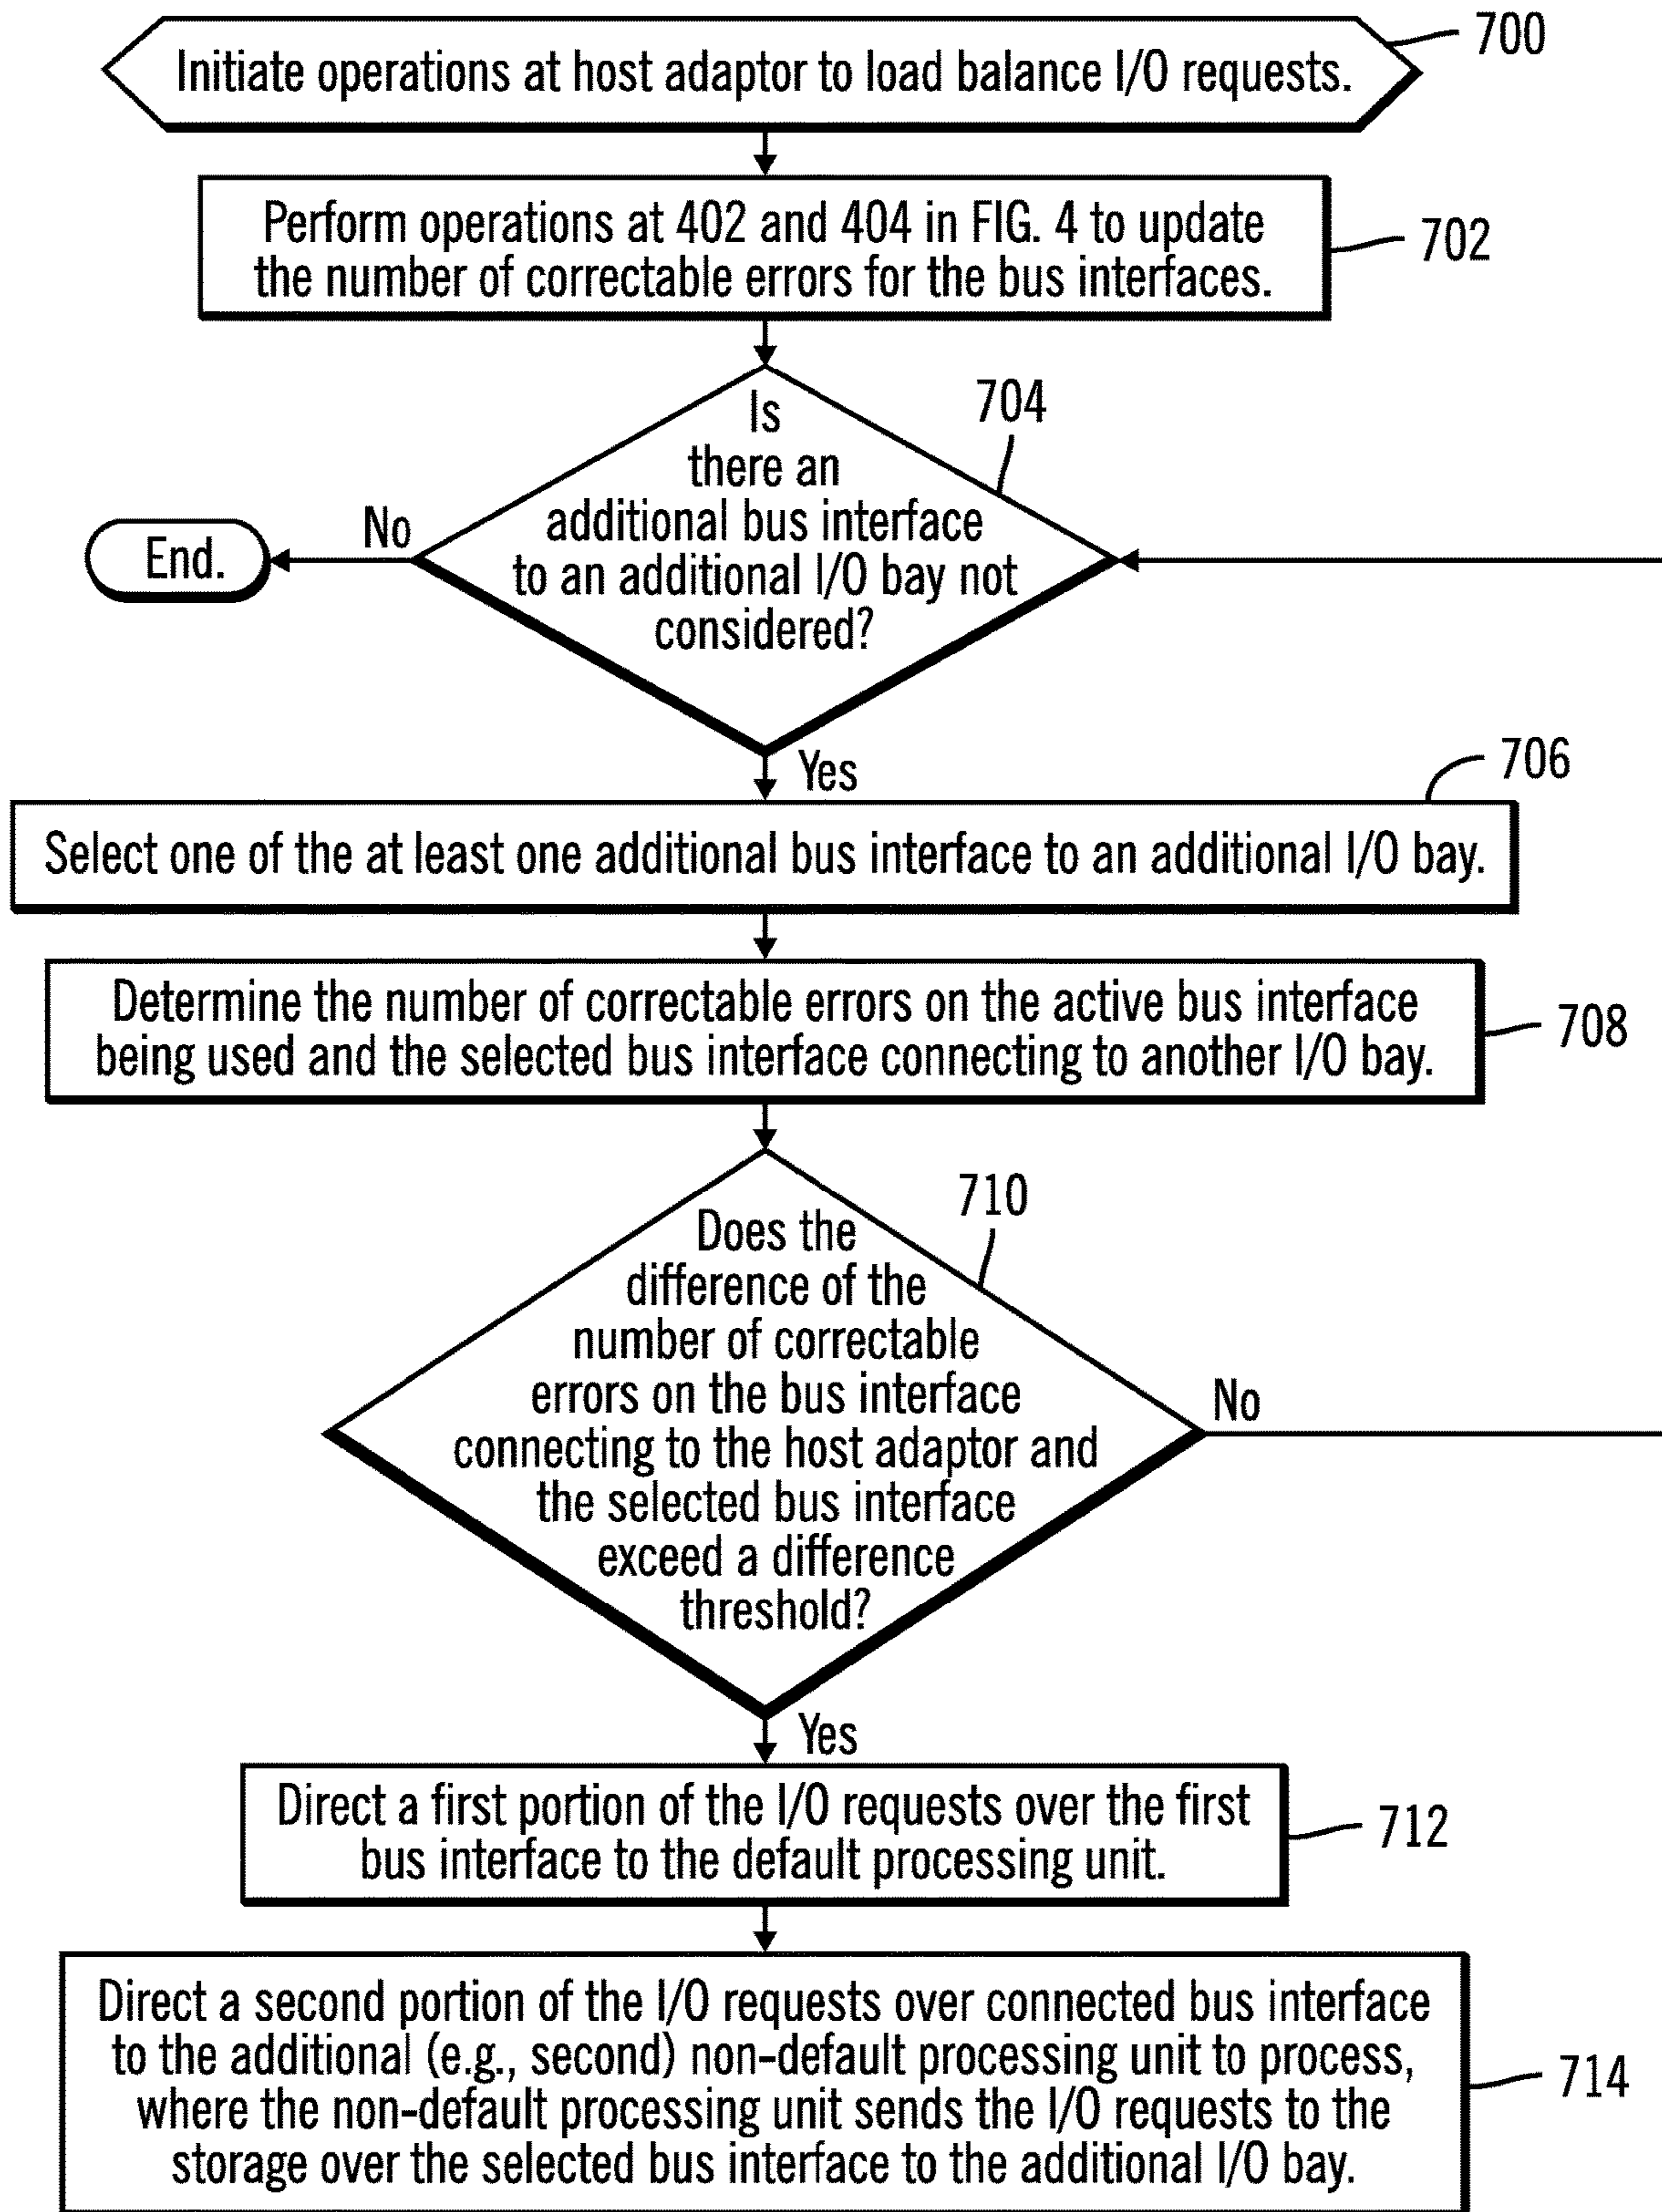 Initiate operations at host adaptor to load balance I/O requests.
700
Perform operations at 402 and 404 in FIG. 4 to update
the number of correctable errors for the bus interfaces.
702
Is
there an
additional bus interface
to an additional I/O bay not
considered?
704
No
End.
Yes
706
Select one of the at least one additional bus interface to an additional I/O bay.
Determine the number of correctable errors on the active bus interface
being used and the selected bus interface connecting to another I/O bay.
708
Does the
difference of the
number of correctable
errors on the bus interface
connecting to the host adaptor and
the selected bus interface
exceed a difference
threshold?
710
No
Yes
Direct a first portion of the I/O requests over the first
bus interface to the default processing unit.
712
Direct a second portion of the I/O requests over connected bus interface
to the additional (e.g., second) non-default processing unit to process,
where the non-default processing unit sends the I/O requests to the
storage over the selected bus interface to the additional I/O bay.
714